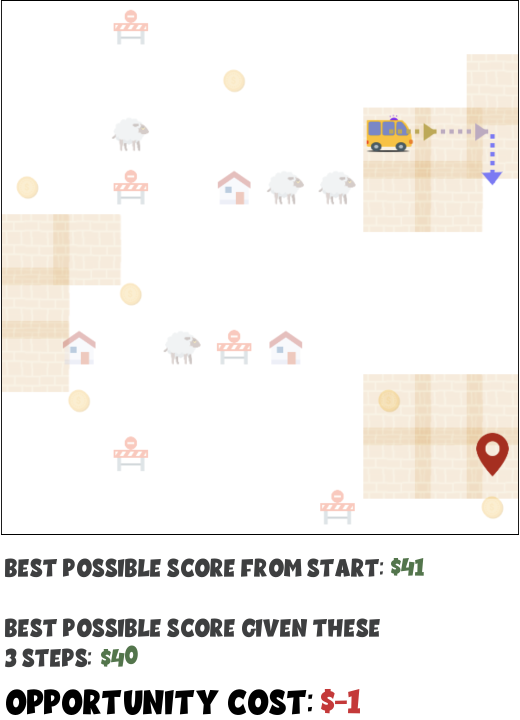 BEST POSSIBLE SCORE FROM START: $41
BEST POSSIBLE SCORE GIVEN THESE
3 STEPS: $40
OPPORTUNITY COST: $-1